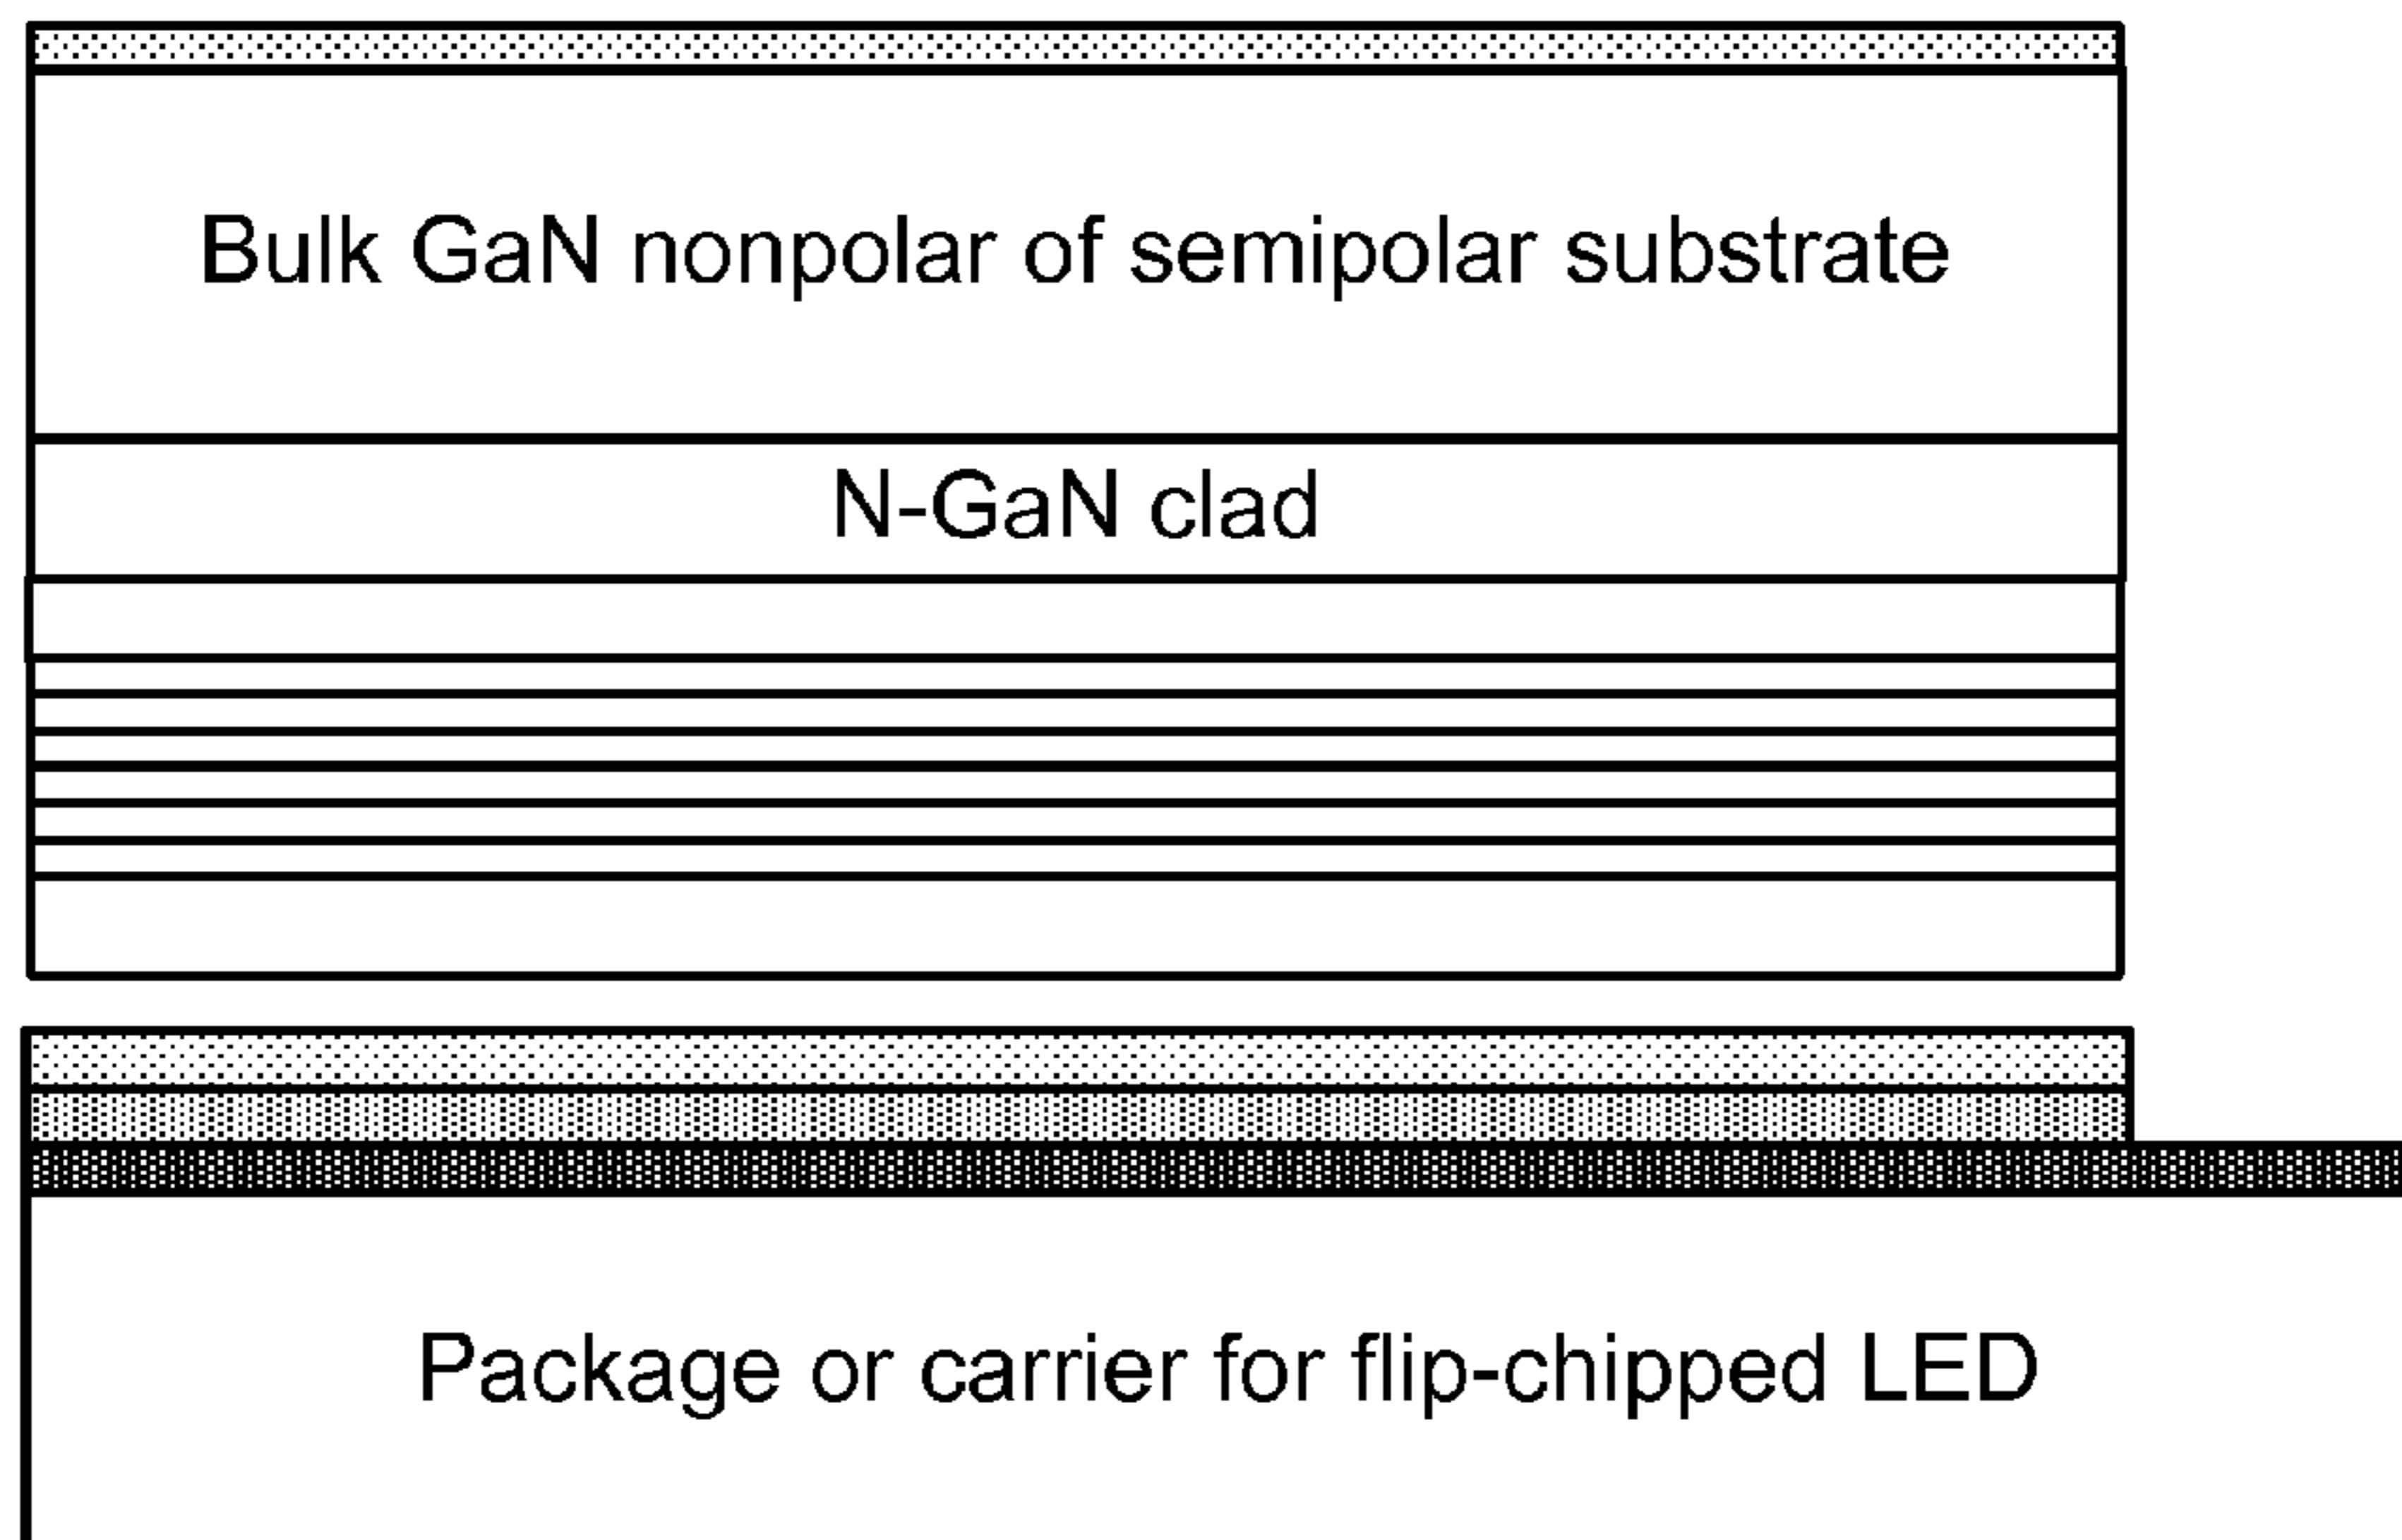 Bulk GaN nonpolar of semipolar substrate
N-GaN clad
Package or carrier for flip-chipped LED